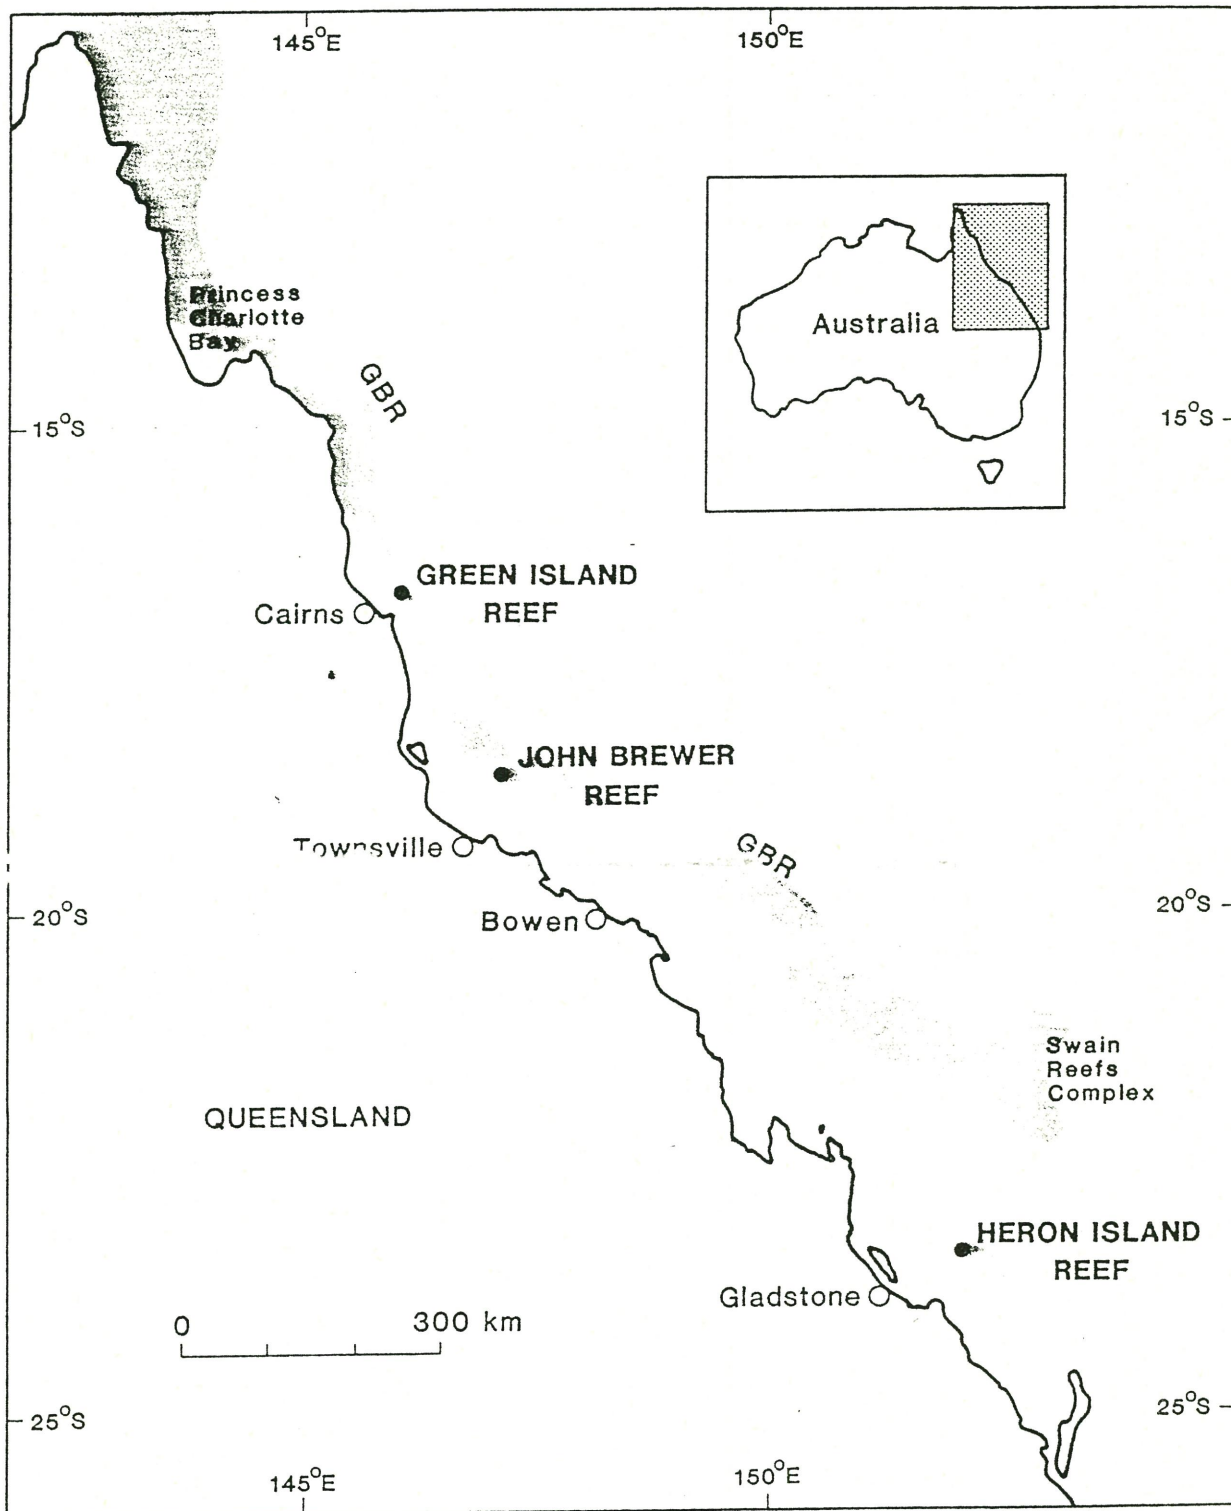 145°E
150°E
Princess
Charlotte
Bay
GBR
Australia
15°S
15°S
GREEN ISLAND
REEF
Cairns
JOHN BREWER
REEF
Townsville
GBR
Bowen
20°S
20°S
Swain
Reefs
Complex
QUEENSLAND
HERON ISLAND
REEF
Gladstone
0
300 km
25°S
25°S
145°E
150°E